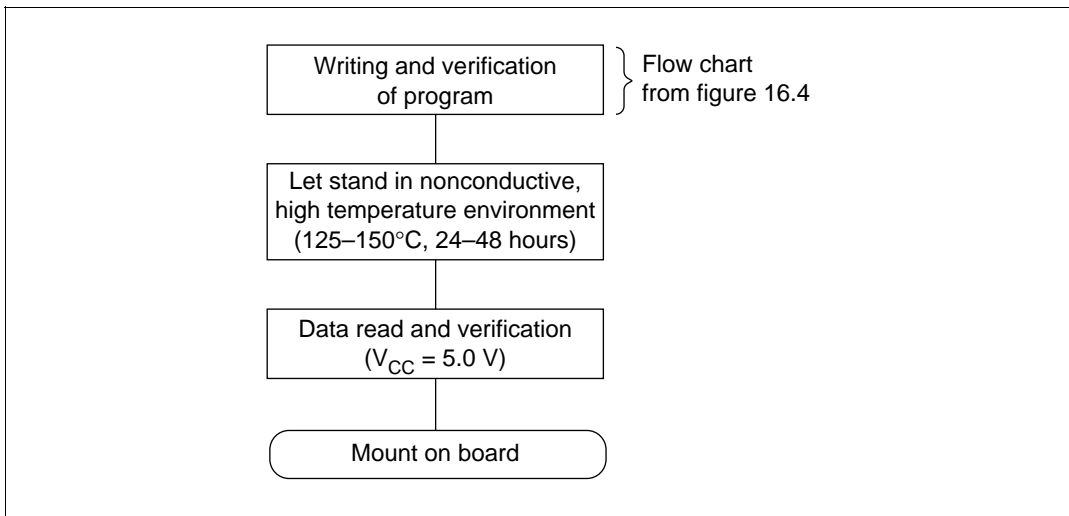 Writing and verification
of program
Flow chart
from figure 16.4
Let stand in nonconductive,
high temperature environment
(125–150°C, 24–48 hours)
Data read and verification
(VCC = 5.0 V)
Mount on board